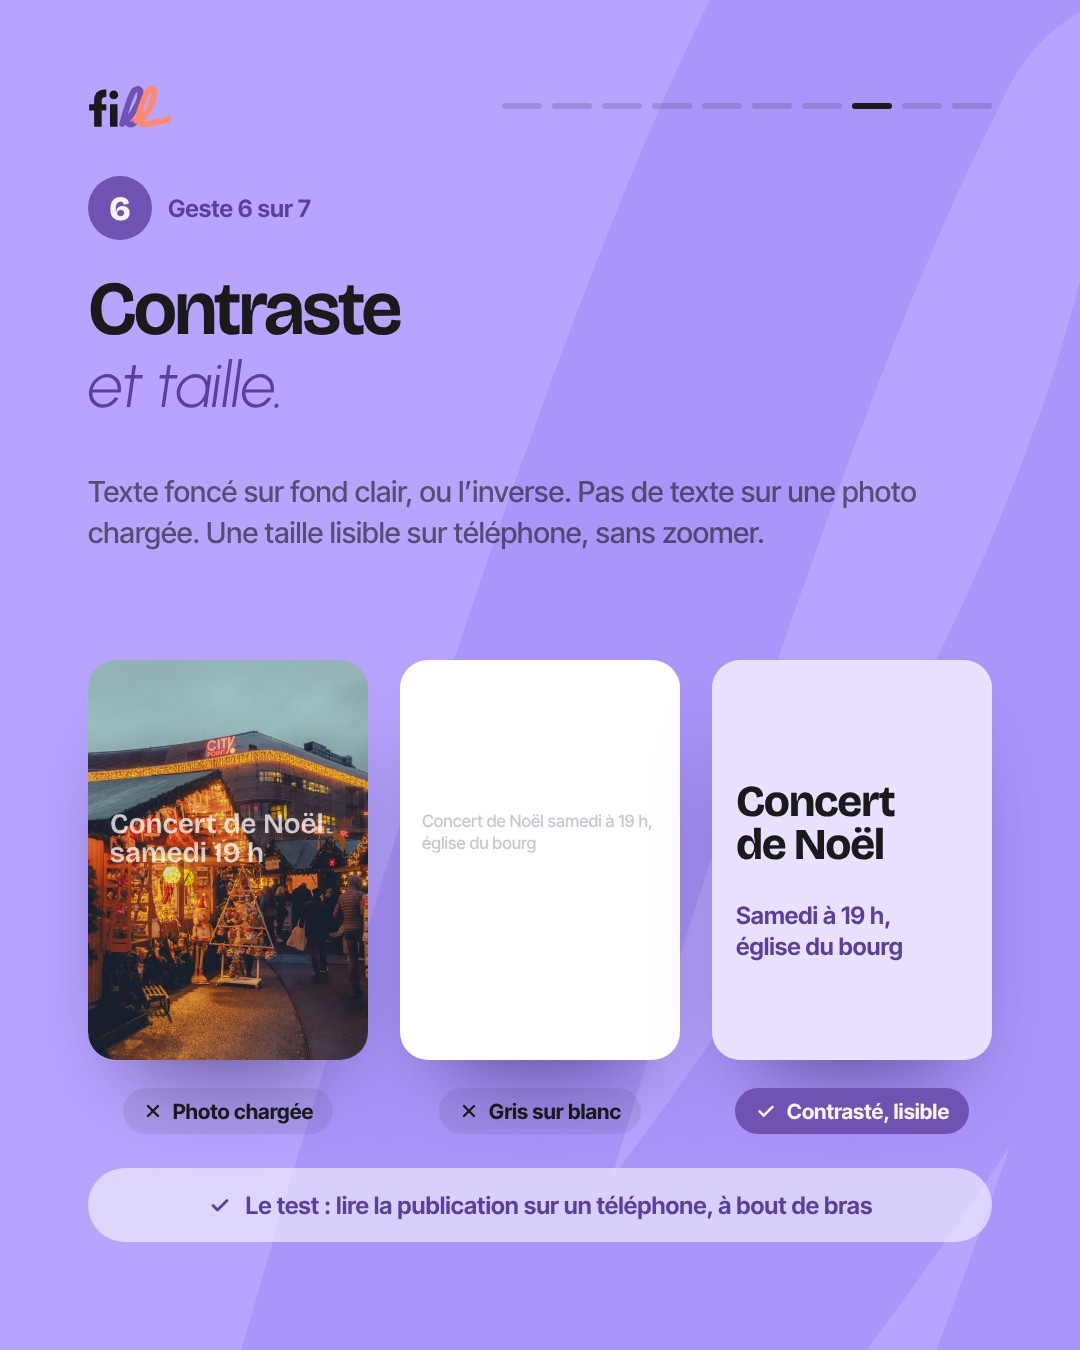 fill
6
Geste 6 sur 7
Contraste
et taille.
Texte foncé sur fond clair, ou l’inverse. Pas de texte sur une photo
chargée. Une taille lisible sur téléphone, sans zoomer.
CITY
POINT
Concert de Noël
samedi 19 h
Concert de Noël samedi à 19 h,
église du bourg
Concert
de Noël
Samedi à 19 h,
église du bourg
Photo chargée
Gris sur blanc
Contrasté, lisible
Le test : lire la publication sur un téléphone, à bout de bras